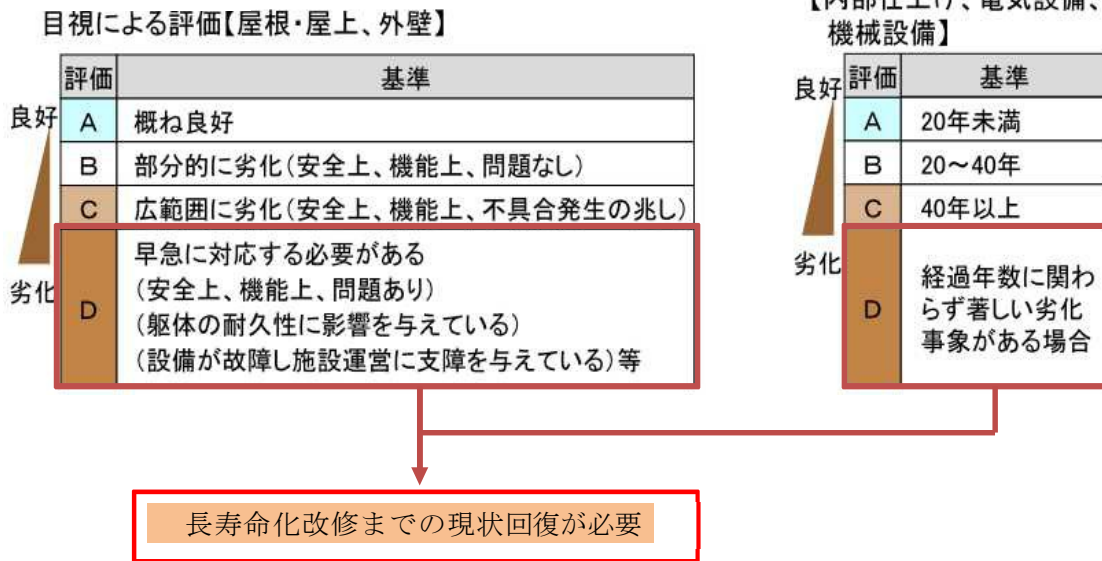 目視による評価【屋根・屋上、外壁】
評価 基準
良好
A 概ね良好
B 部分的に劣化(安全上、機能上、問題なし)
C 広範囲に劣化(安全上、機能上、不具合発生の兆し)
劣化
D 早急に対応する必要がある
(安全上、機能上、問題あり)
(躯体の耐久性に影響を与えている)
(設備が故障し施設運営に支障を与えている)等
【内部仕上げ、電気設備、
機械設備】
評価 基準
良好
A 20年未満
B 20~40年
C 40年以上
劣化
D 経過年数に関わ
らず著しい劣化
事象がある場合
長寿命化改修までの現状回復が必要